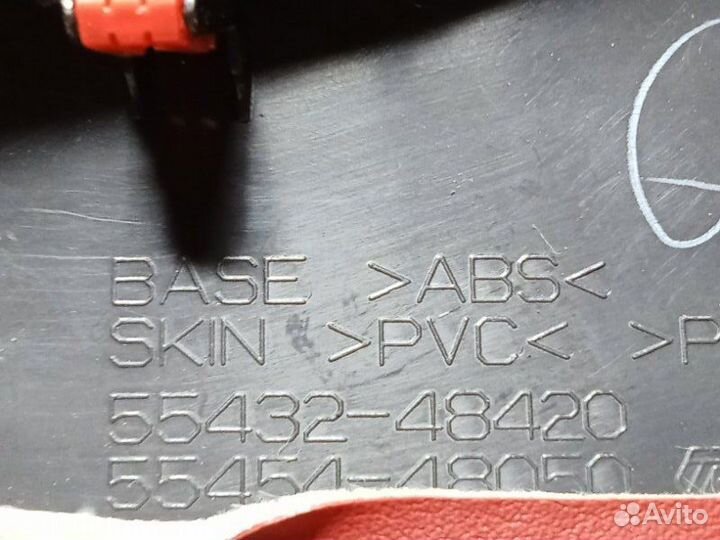 BASE >ABS<
SKIN >PVC< >P
55432-48420
55454-48050
Avito